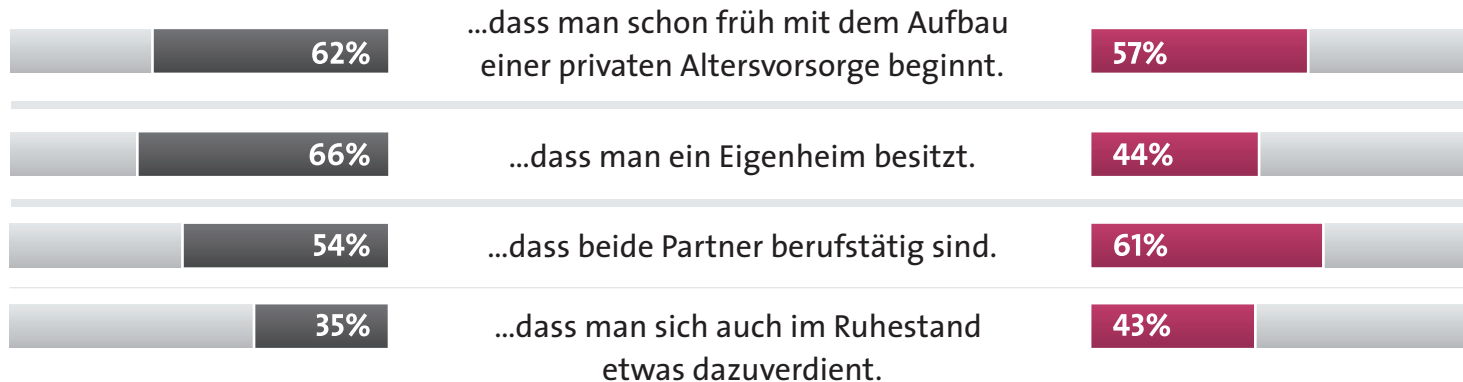 62%
...dass man schon früh mit dem Aufbau
einer privaten Altersvorsorge beginnt.
57%
66%
...dass man ein Eigenheim besitzt.
44%
54%
...dass beide Partner berufstätig sind.
61%
35%
...dass man sich auch im Ruhestand
etwas dazuverdient.
43%